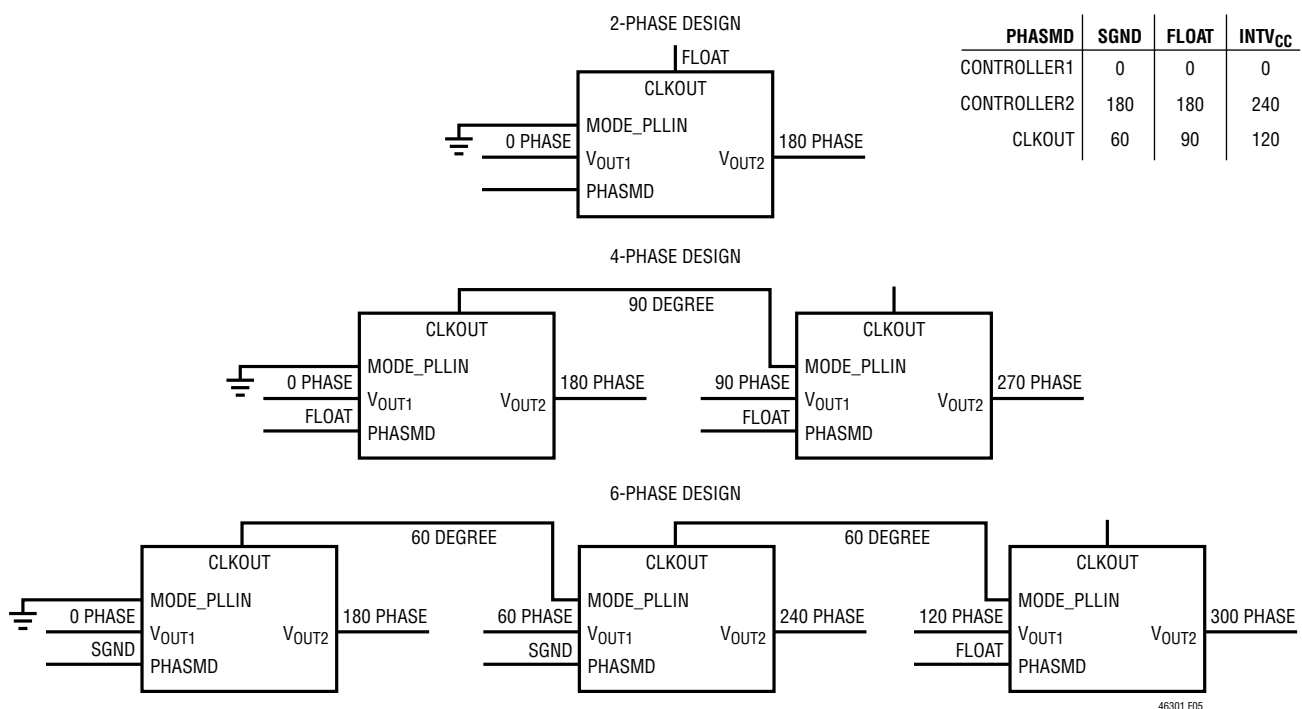 2-PHASE DESIGN
FLOAT
CLKOUT
MODE_PLLIN
0 PHASE
VOUT1
VOUT2
180 PHASE
PHASMD
PHASMD SGND FLOAT INTVCC
CONTROLLER1 0 0 0
CONTROLLER2 180 180 240
CLKOUT 60 90 120
4-PHASE DESIGN
90 DEGREE
CLKOUT
MODE_PLLIN
0 PHASE
VOUT1
VOUT2
180 PHASE
FLOAT
PHASMD
CLKOUT
MODE_PLLIN
90 PHASE
VOUT1
VOUT2
270 PHASE
FLOAT
PHASMD
6-PHASE DESIGN
60 DEGREE
60 DEGREE
CLKOUT
MODE_PLLIN
0 PHASE
VOUT1
VOUT2
180 PHASE
SGND
PHASMD
CLKOUT
MODE_PLLIN
60 PHASE
VOUT1
VOUT2
240 PHASE
SGND
PHASMD
CLKOUT
MODE_PLLIN
120 PHASE
VOUT1
VOUT2
300 PHASE
FLOAT
PHASMD
46301 F05